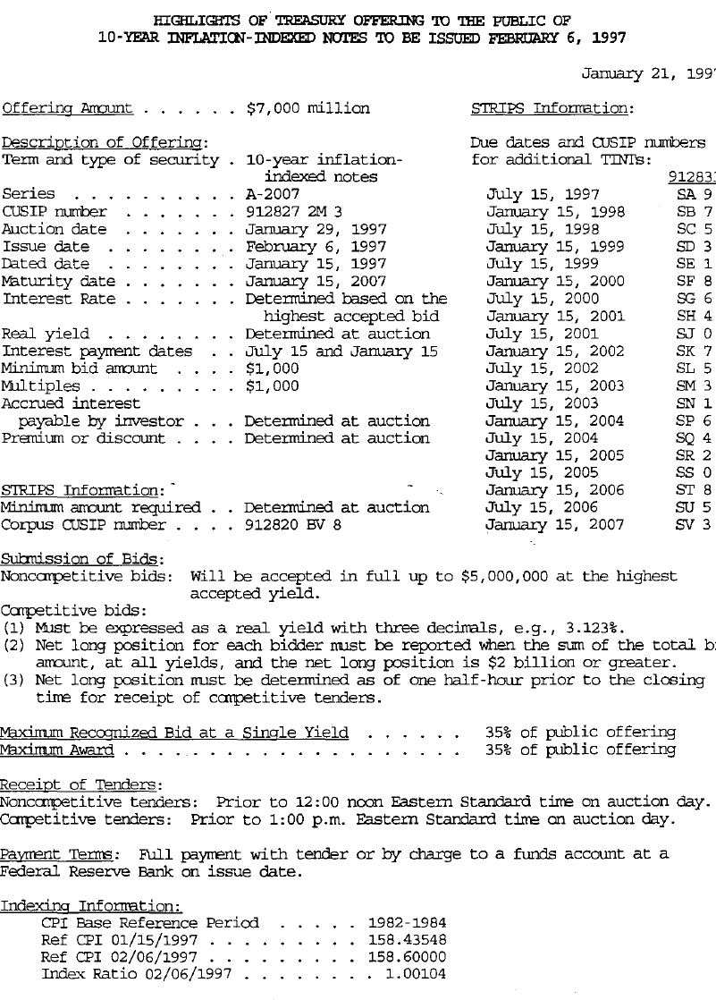 HIGHLIGHTS OF TREASURY OFFERING TO THE PUBLIC OF
10-YEAR INFLATION-INDEXED NOTES TO BE ISSUED FEBRUARY 6, 1997
January 21, 199
Offering Amount . . . . . . $7,000 million
Description of Offering:
Term and type of security . 10-year inflation-
indexed notes
Series . . . . . . . . . . A-2007
CUSIP number . . . . . . . 912827 2M 3
Auction date . . . . . . . January 29, 1997
Issue date . . . . . . . . February 6, 1997
Dated date . . . . . . . . January 15, 1997
Maturity date . . . . . . . January 15, 2007
Interest Rate . . . . . . . Determined based on the
highest accepted bid
Real yield . . . . . . . . Determined at auction
Interest payment dates . . July 15 and January 15
Minimum bid amount . . . . $1,000
Multiples . . . . . . . . . $1,000
Accrued interest
payable by investor . . . Determined at auction
Premium or discount . . . . Determined at auction
STRIPS Information:
Minimum amount required . . Determined at auction
Corpus CUSIP number . . . . 912820 BV 8
STRIPS Information:
Due dates and CUSIP numbers
for additional TINTs:
91283
July 15, 1997 SA 9
January 15, 1998 SB 7
July 15, 1998 SC 5
January 15, 1999 SD 3
July 15, 1999 SE 1
January 15, 2000 SF 8
July 15, 2000 SG 6
January 15, 2001 SH 4
July 15, 2001 SJ 0
January 15, 2002 SK 7
July 15, 2002 SL 5
January 15, 2003 SM 3
July 15, 2003 SN 1
January 15, 2004 SP 6
July 15, 2004 SQ 4
January 15, 2005 SR 2
July 15, 2005 SS 0
January 15, 2006 ST 8
July 15, 2006 SU 5
January 15, 2007 SV 3
Submission of Bids:
Noncompetitive bids: Will be accepted in full up to $5,000,000 at the highest
accepted yield.
Competitive bids:
(1) Must be expressed as a real yield with three decimals, e.g., 3.123%.
(2) Net long position for each bidder must be reported when the sum of the total b
amount, at all yields, and the net long position is $2 billion or greater.
(3) Net long position must be determined as of one half-hour prior to the closing
time for receipt of competitive tenders.
Maximum Recognized Bid at a Single Yield . . . . . . 35% of public offering
Maximum Award . . . . . . . . . . . . . . . . . . . . 35% of public offering
Receipt of Tenders:
Noncompetitive tenders: Prior to 12:00 noon Eastern Standard time on auction day.
Competitive tenders: Prior to 1:00 p.m. Eastern Standard time on auction day.
Payment Terms: Full payment with tender or by charge to a funds account at a
Federal Reserve Bank on issue date.
Indexing Information:
CPI Base Reference Period . . . . . 1982-1984
Ref CPI 01/15/1997 . . . . . . . . . 158.43548
Ref CPI 02/06/1997 . . . . . . . . . 158.60000
Index Ratio 02/06/1997 . . . . . . . . 1.00104